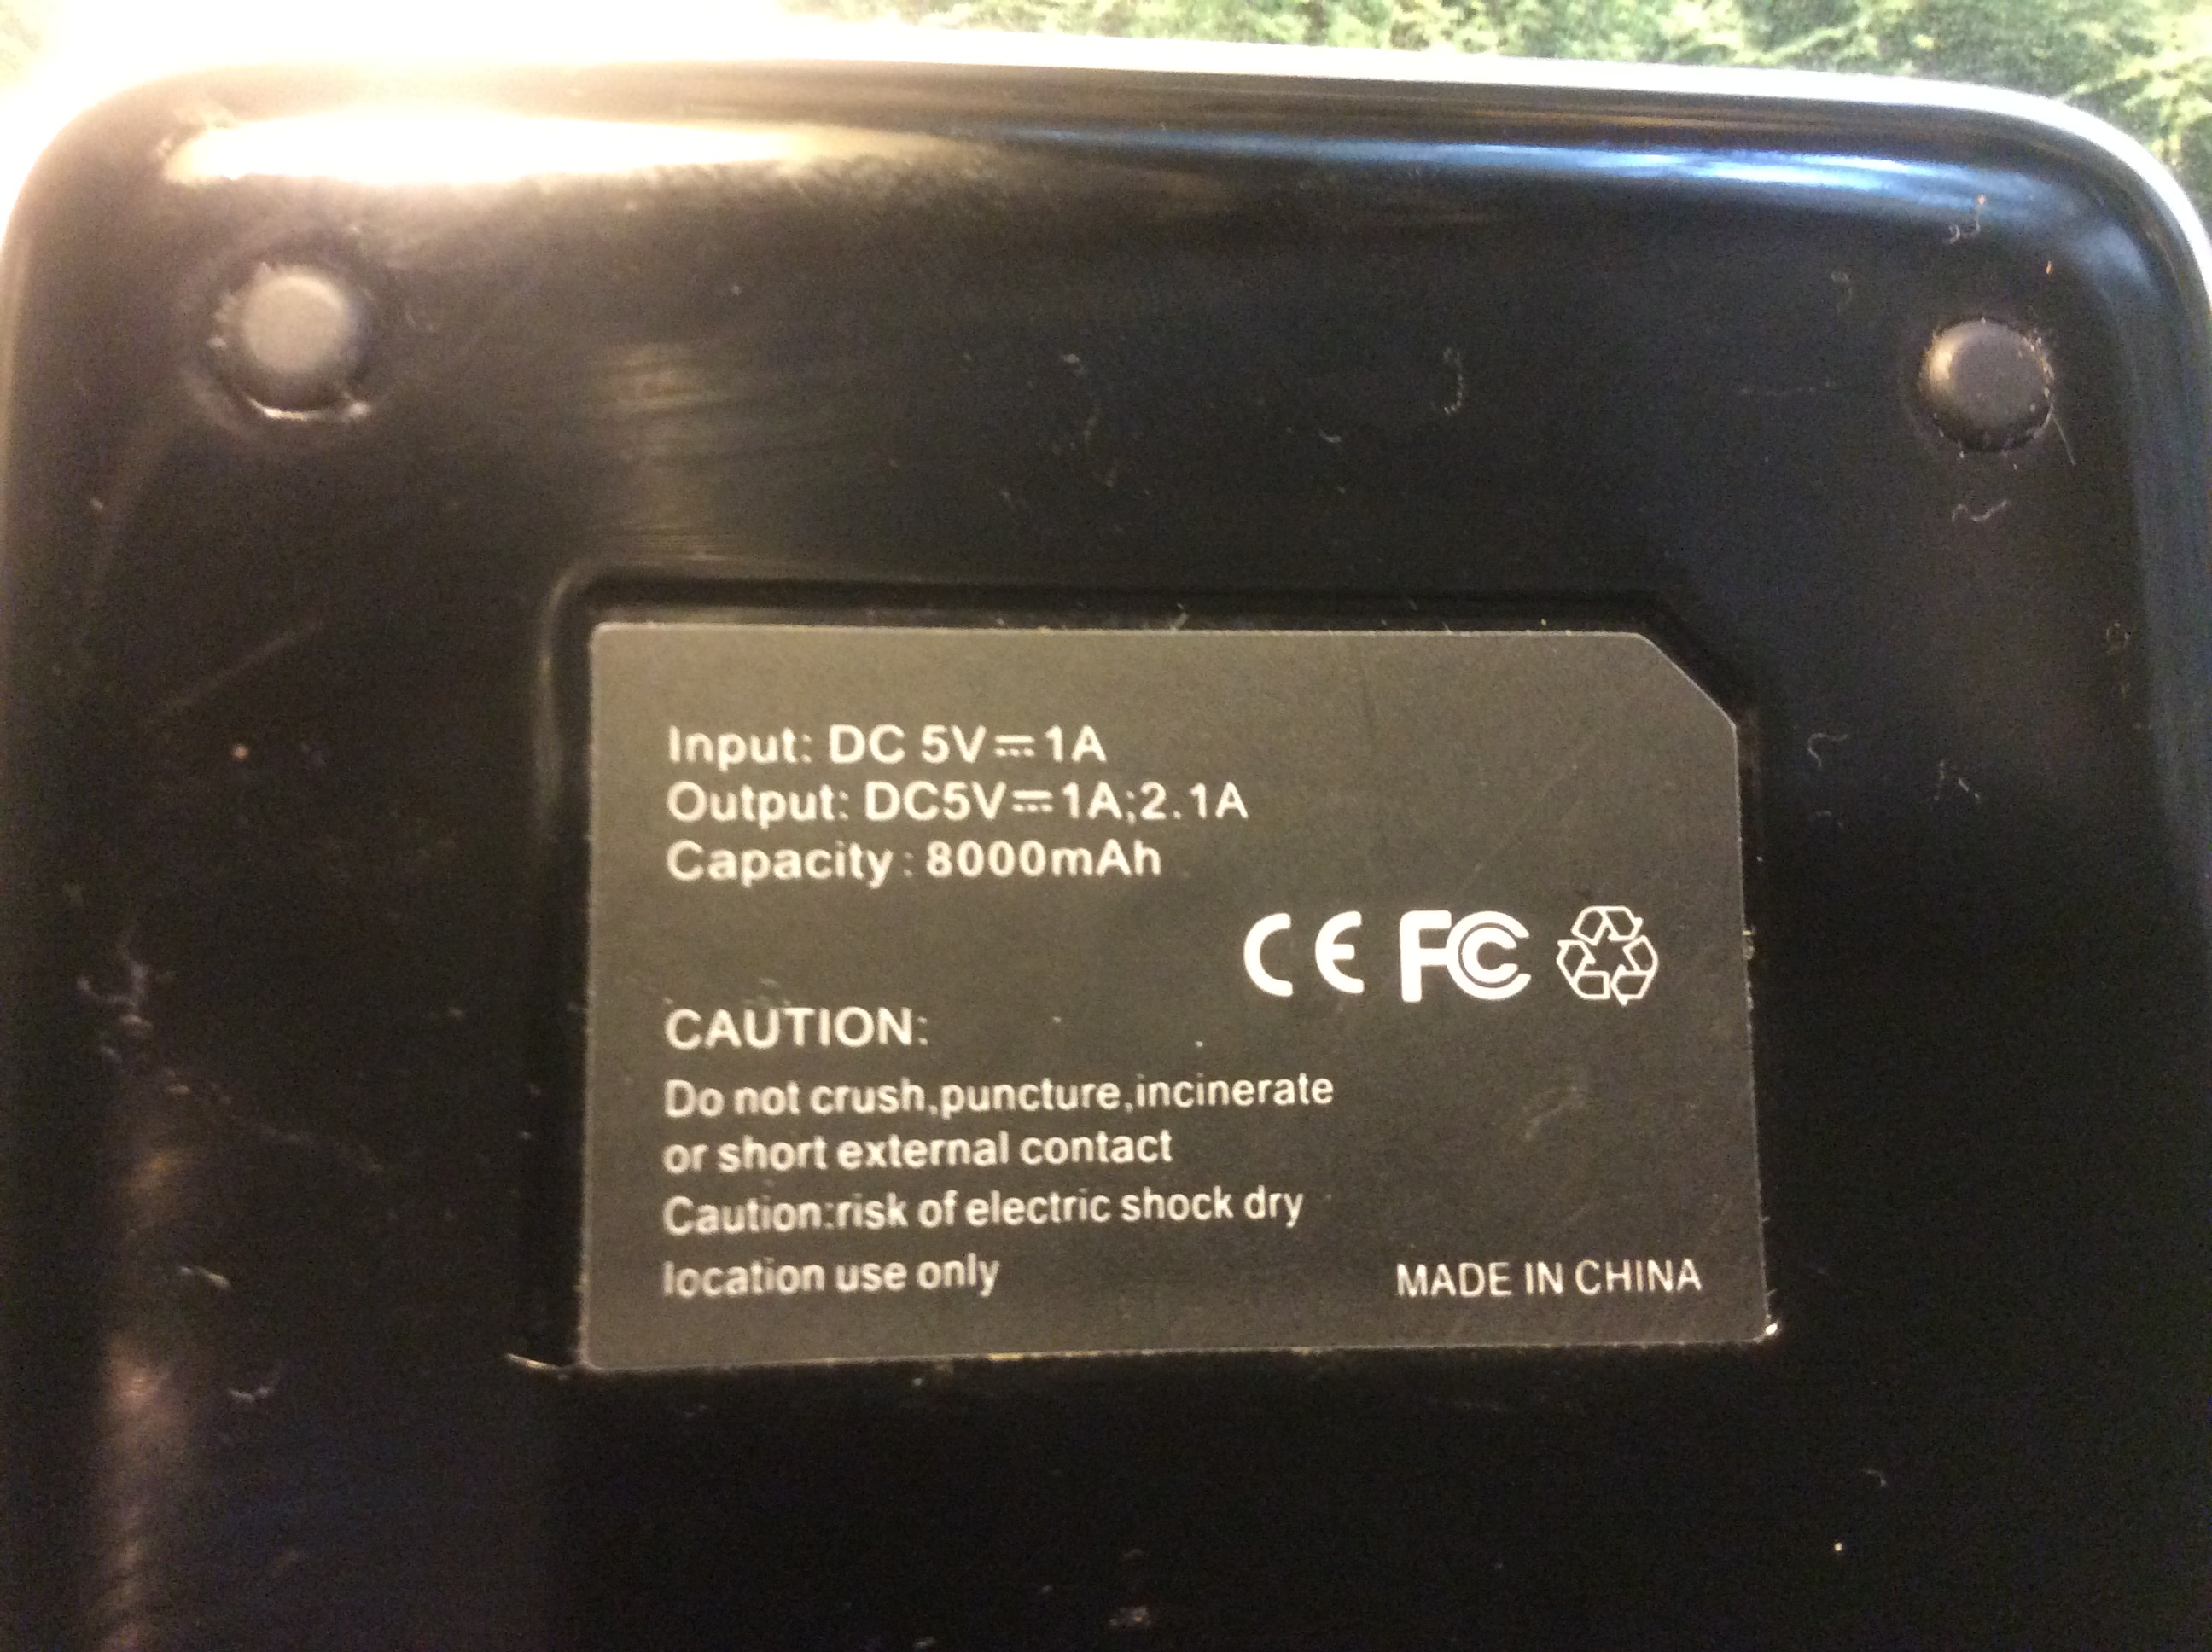 Input: DC 5V⎓1A
Output: DC5V⎓1A;2.1A
Capacity: 8000mAh
CE FC
CAUTION:
Do not crush,puncture,incinerate
or short external contact
Caution:risk of electric shock dry
location use only
MADE IN CHINA